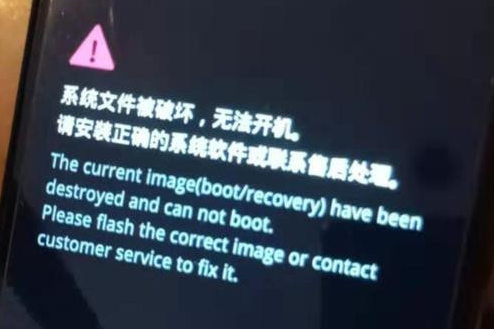 系统文件被破坏，无法开机。
请安装正确的系统软件或联系售后处理。
The current image(boot/recovery) have been
destroyed and can not boot.
Please flash the correct image or contact
customer service to fix it.